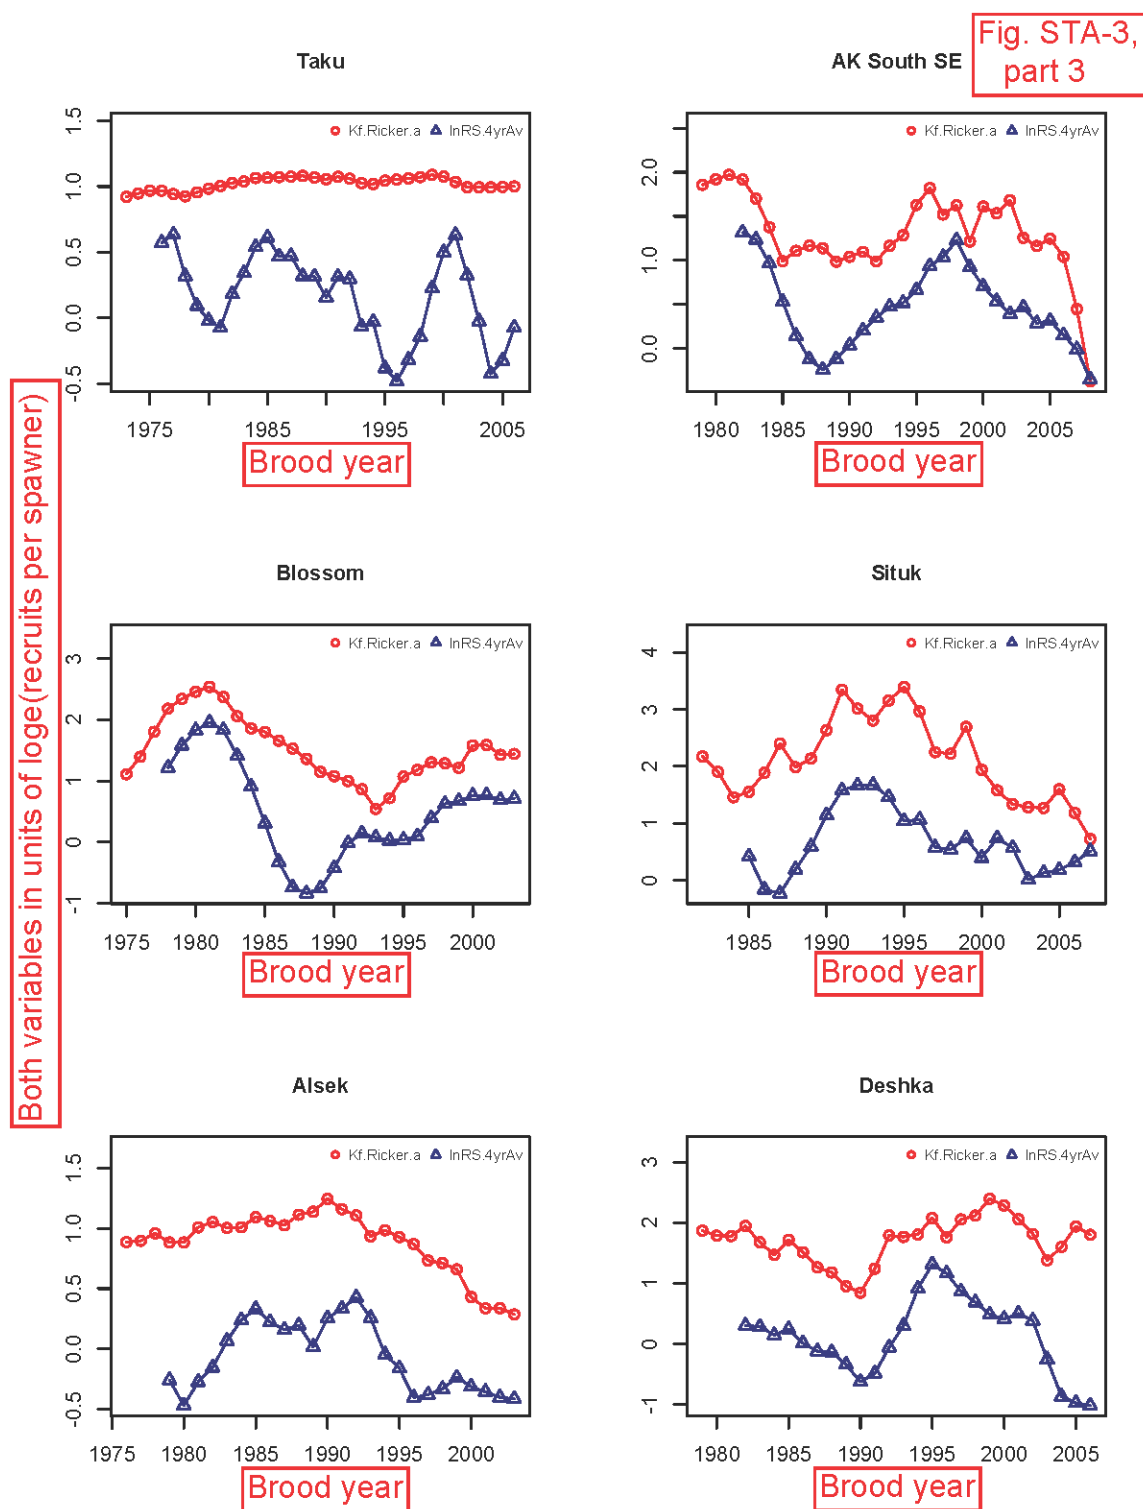 Fig. STA-3,
part 3
Both variables in units of loge(recruits per spawner)
Taku
Kf.Ricker.a lnRS.4yrAv
1.5
1.0
0.5
0.0
-0.5
1975 1985 1995 2005
Brood year
AK South SE
Kf.Ricker.a lnRS.4yrAv
2.0
1.0
0.0
1980 1985 1990 1995 2000 2005
Brood year
Blossom
Kf.Ricker.a lnRS.4yrAv
3
2
1
0
-1
1975 1980 1985 1990 1995 2000
Brood year
Situk
Kf.Ricker.a lnRS.4yrAv
4
3
2
1
0
1985 1990 1995 2000 2005
Brood year
Alsek
Kf.Ricker.a lnRS.4yrAv
1.5
1.0
0.5
0.0
-0.5
1975 1980 1985 1990 1995 2000
Brood year
Deshka
Kf.Ricker.a lnRS.4yrAv
3
2
1
0
-1
1980 1985 1990 1995 2000 2005
Brood year